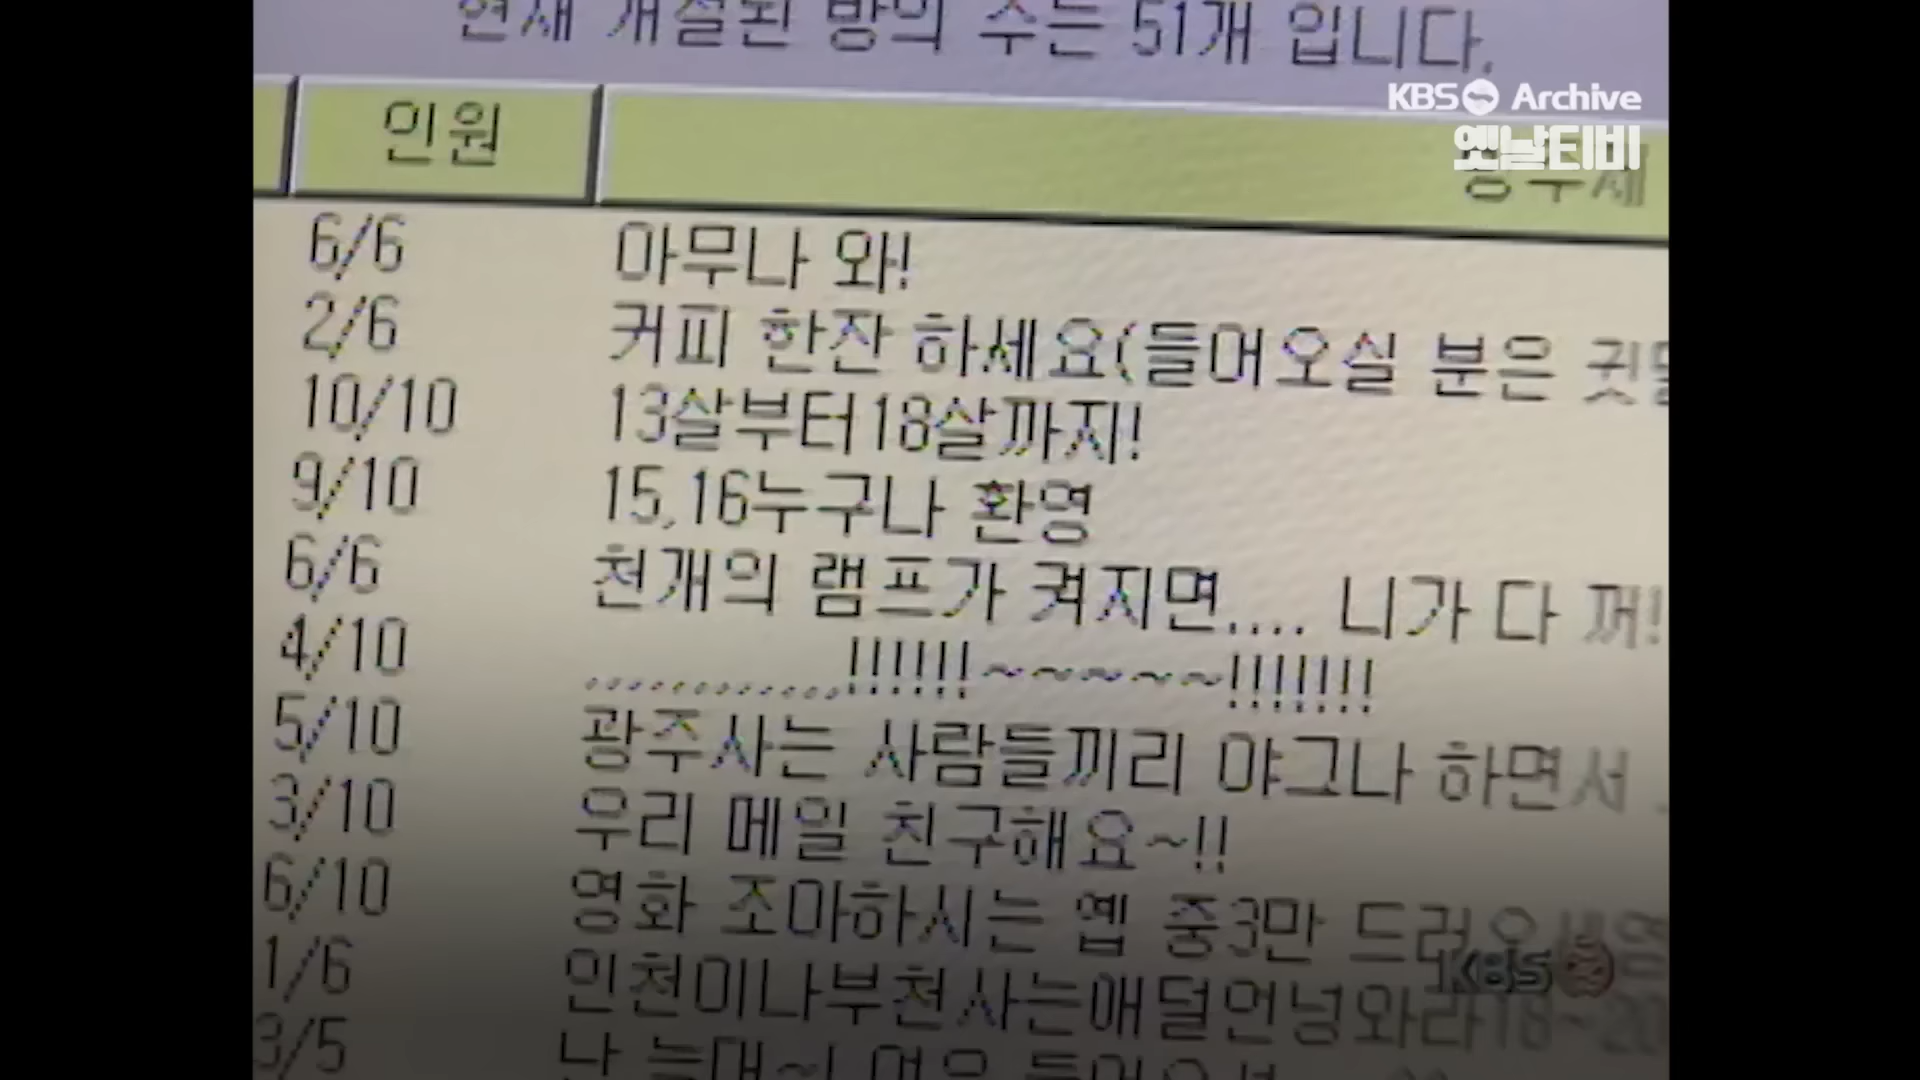 현재 개설된 방의 수는 51개 입니다.
KBS Archive
옛날티비
인원
6/6 아무나 와!
2/6 커피 한잔 하세요(들어오실 분은 귓
10/10 13살부터18살까지!
9/10 15,16누구나 환영
6/6 천개의 램프가 켜지면.... 니가 다 꺼!
4/10 ,,,,,,,,,,,,!!!!!!~~~~~!!!!!!!
5/10 광주사는 사람들끼리 야그나 하면서
3/10 우리 메일 친구해요~!!
6/10 영화 조아하시는 옙 중3만
KBS
1/6 인천이나부천사는애덜언넝와라18~20
3/5 나